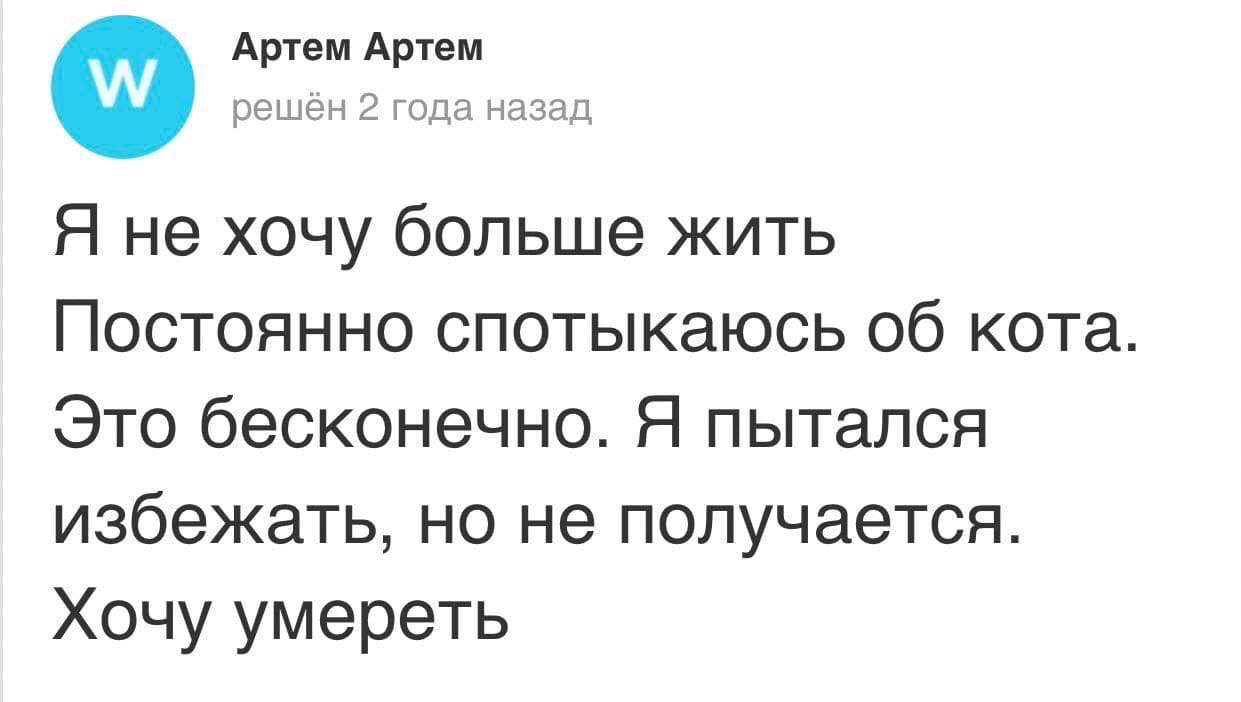 W
Артем Артем
решён 2 года назад
Я не хочу больше жить
Постоянно спотыкаюсь об кота.
Это бесконечно. Я пытался
избежать, но не получается.
Хочу умереть